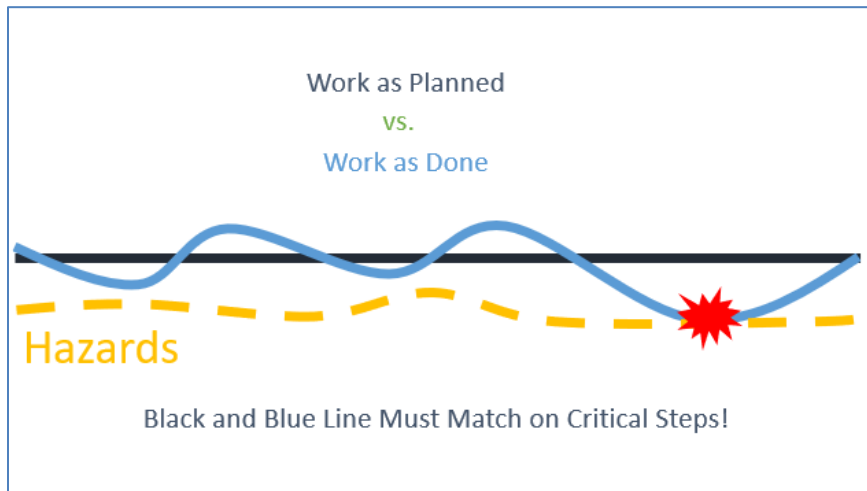 Work as Planned
vs.
Work as Done
Hazards
Black and Blue Line Must Match on Critical Steps!